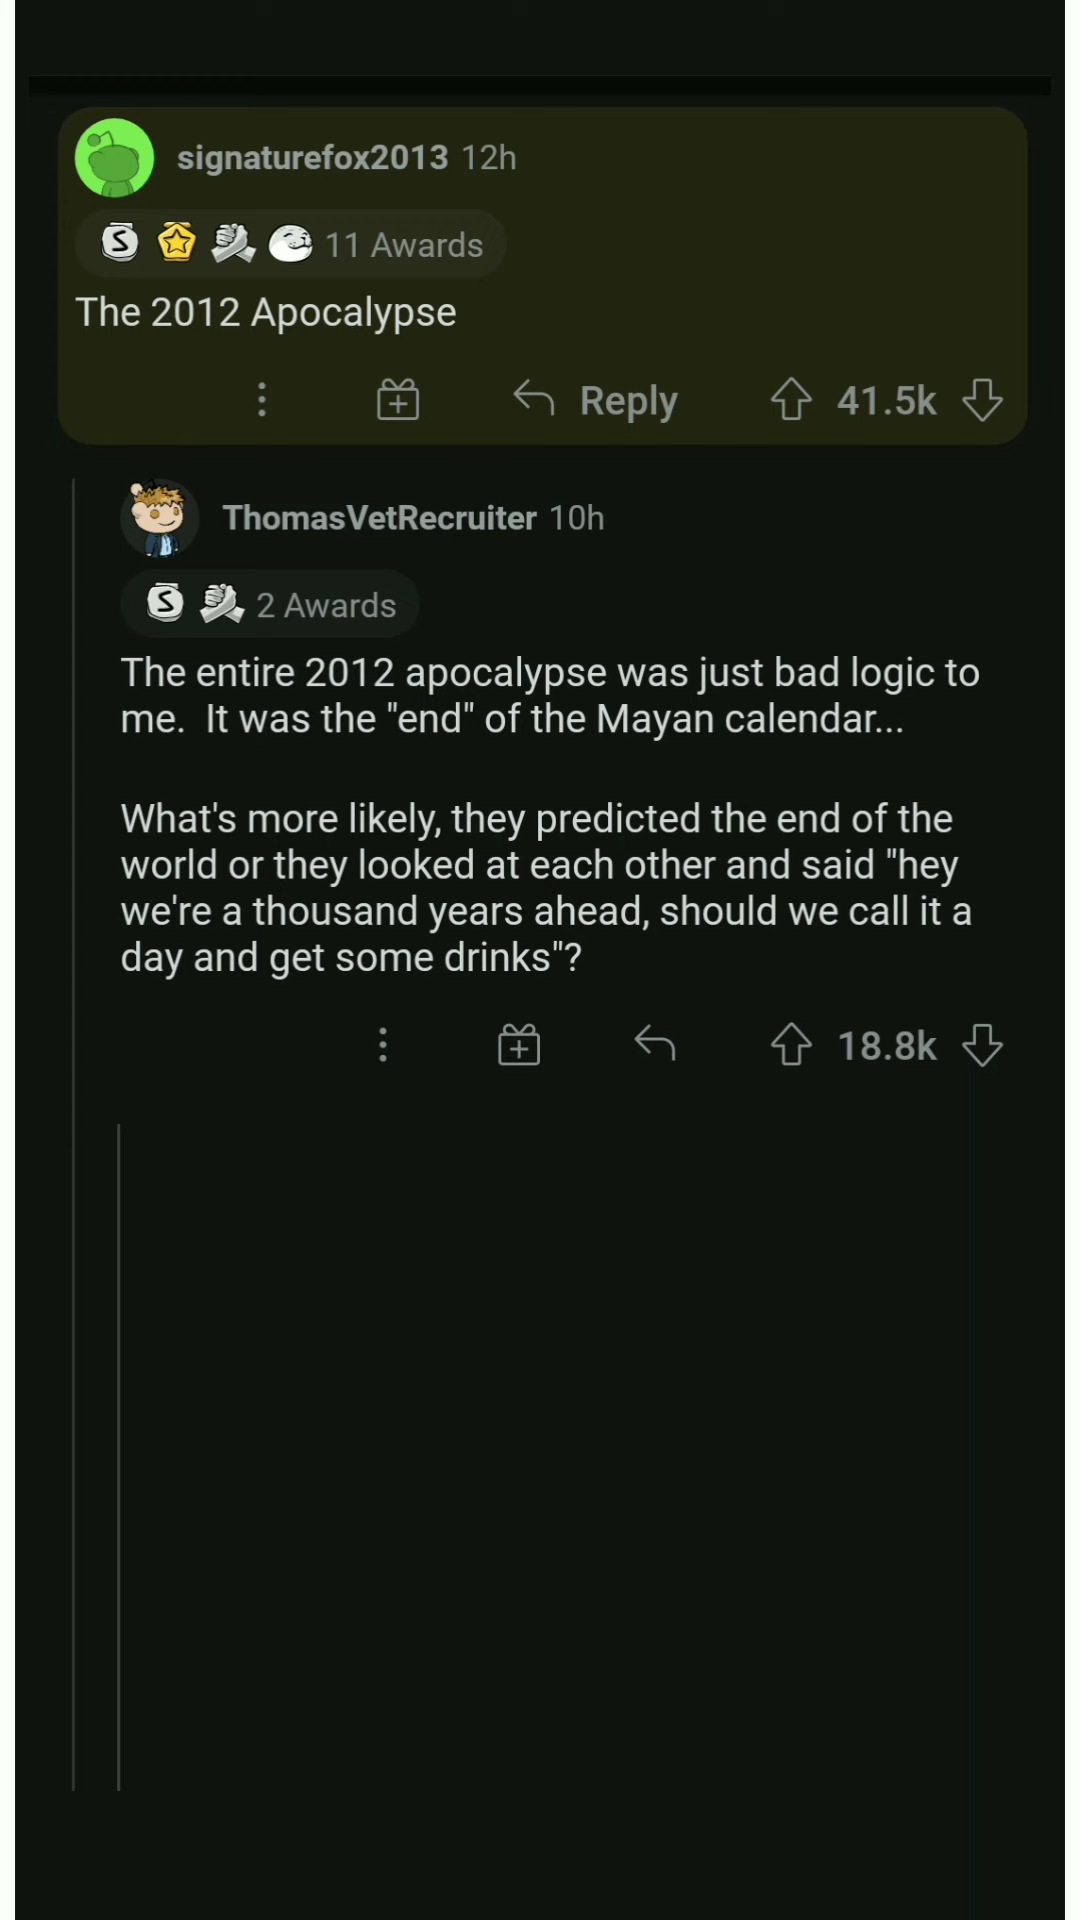 signaturefox2013 12h
11 Awards
The 2012 Apocalypse
Reply 41.5k
ThomasVetRecruiter 10h
2 Awards
The entire 2012 apocalypse was just bad logic to
me.  It was the "end" of the Mayan calendar...
What's more likely, they predicted the end of the
world or they looked at each other and said "hey
we're a thousand years ahead, should we call it a
day and get some drinks"?
18.8k